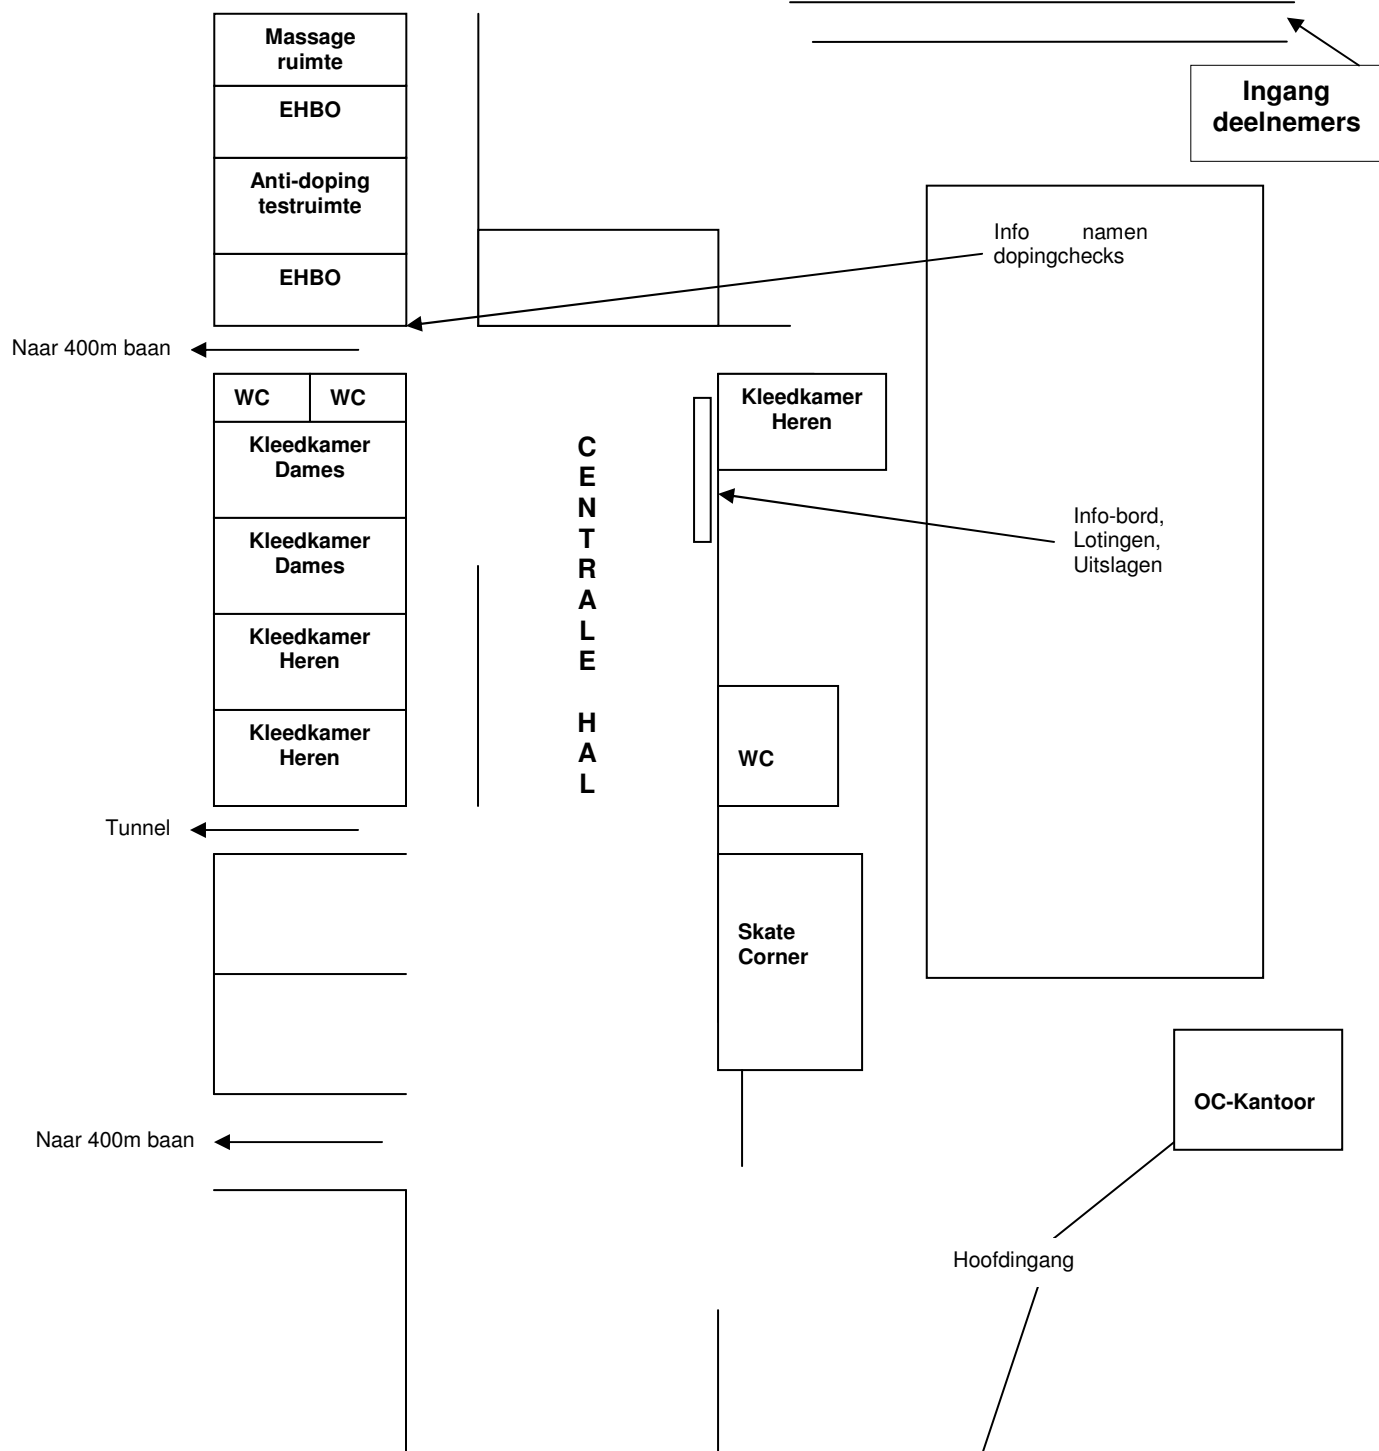 Massage
ruimte
EHBO
Ingang
deelnemers
Anti-doping
testruimte
Info namen
dopingchecks
EHBO
Naar 400m baan
WC WC
Kleedkamer
Heren
Kleedkamer
Dames
CENTRALE HAL
Info-bord,
Lotingen,
Uitslagen
Kleedkamer
Dames
Kleedkamer
Heren
Kleedkamer
Heren
WC
Tunnel
Skate
Corner
OC-Kantoor
Naar 400m baan
Hoofdingang